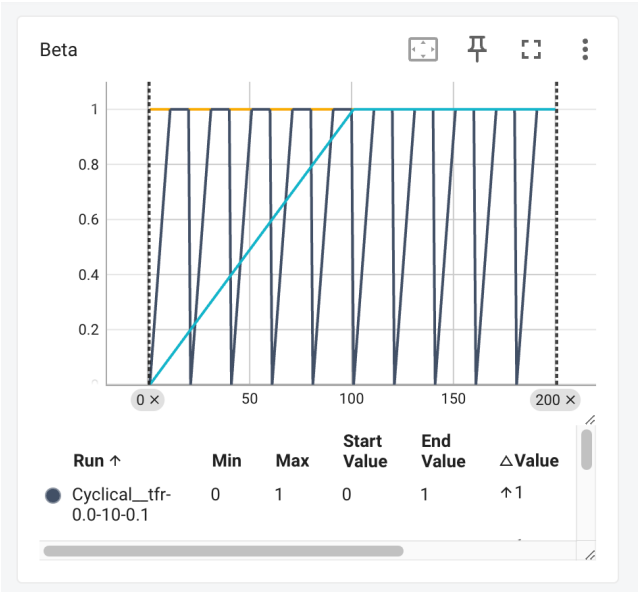 Beta
1
0.8
0.6
0.4
0.2
0
0 × 50 100 150 200 ×
Run ↑ Min Max Start Value End Value △Value
Cyclical__tfr-0.0-10-0.1 0 1 0 1 ↑1